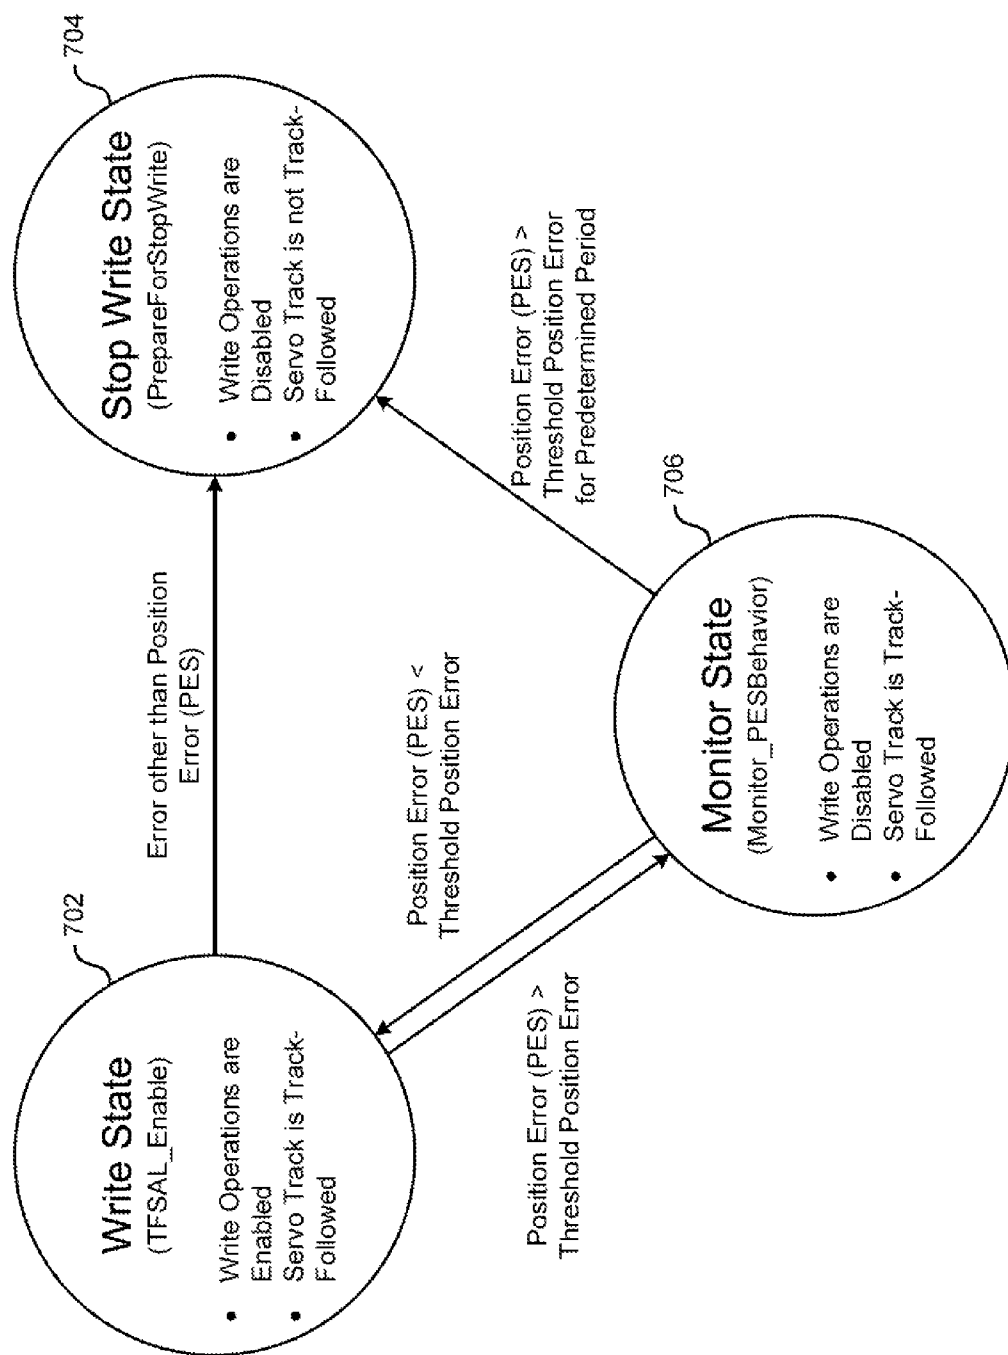 702
Write State
(TFSAL_Enable)
• Write Operations are
Enabled
• Servo Track is Track-
Followed
Error other than Position
Error (PES)
704
Stop Write State
(PrepareForStopWrite)
• Write Operations are
Disabled
• Servo Track is not Track-
Followed
Position Error (PES) <
Threshold Position Error
Position Error (PES) >
Threshold Position Error
Position Error (PES) >
Threshold Position Error
for Predetermined Period
706
Monitor State
(Monitor_PESBehavior)
• Write Operations are
Disabled
• Servo Track is Track-
Followed